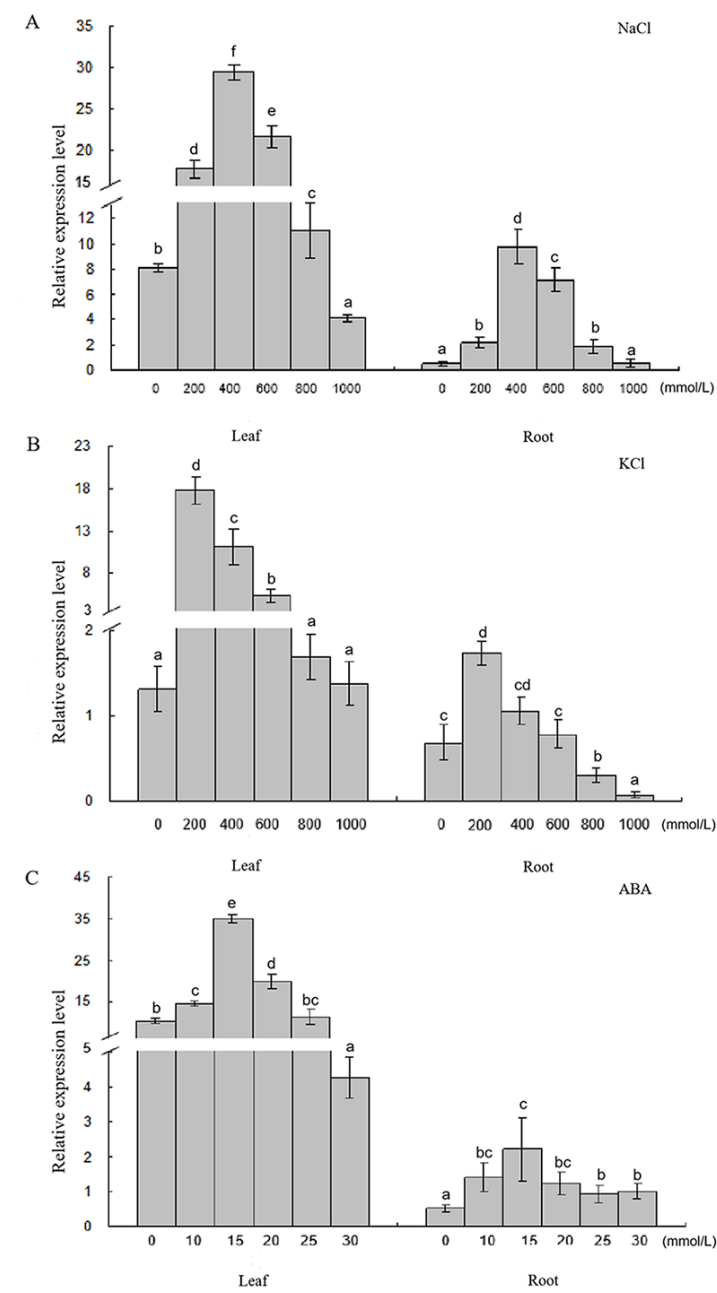 A
NaCl
Relative expression level
35
30
25
20
15
12
10
8
6
4
2
0
b d f e c a
a b d c b a
0 200 400 600 800 1000 0 200 400 600 800 1000 (mmol/L)
Leaf Root
B
KCl
Relative expression level
23
18
13
8
3
2
1
0
a d c b a a
c d cd c b a
0 200 400 600 800 1000 0 200 400 600 800 1000 (mmol/L)
Leaf Root
C
ABA
Relative expression level
45
35
25
15
5
4
3
2
1
0
b c e d bc a
a bc c bc b b
0 10 15 20 25 30 0 10 15 20 25 30 (mmol/L)
Leaf Root